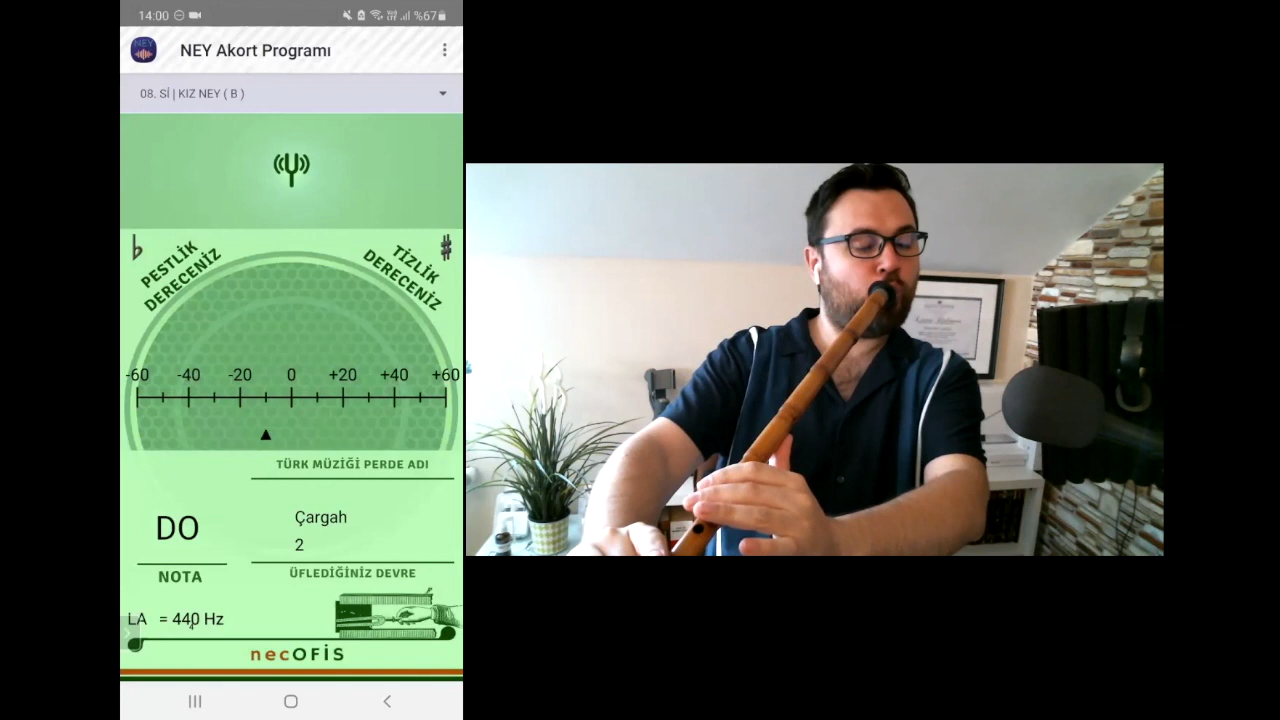 14:00 %67
NEY Akort Programı
08. Sİ | KIZ NEY ( B )
PESTLİK
DERECENİZ
TİZLİK
DERECENİZ
-60 -40 -20 0 +20 +40 +60
TÜRK MÜZİĞİ PERDE ADI
DO
Çargah
2
NOTA
ÜFLEDİĞİNİZ DEVRE
LA = 440 Hz
necOFİS